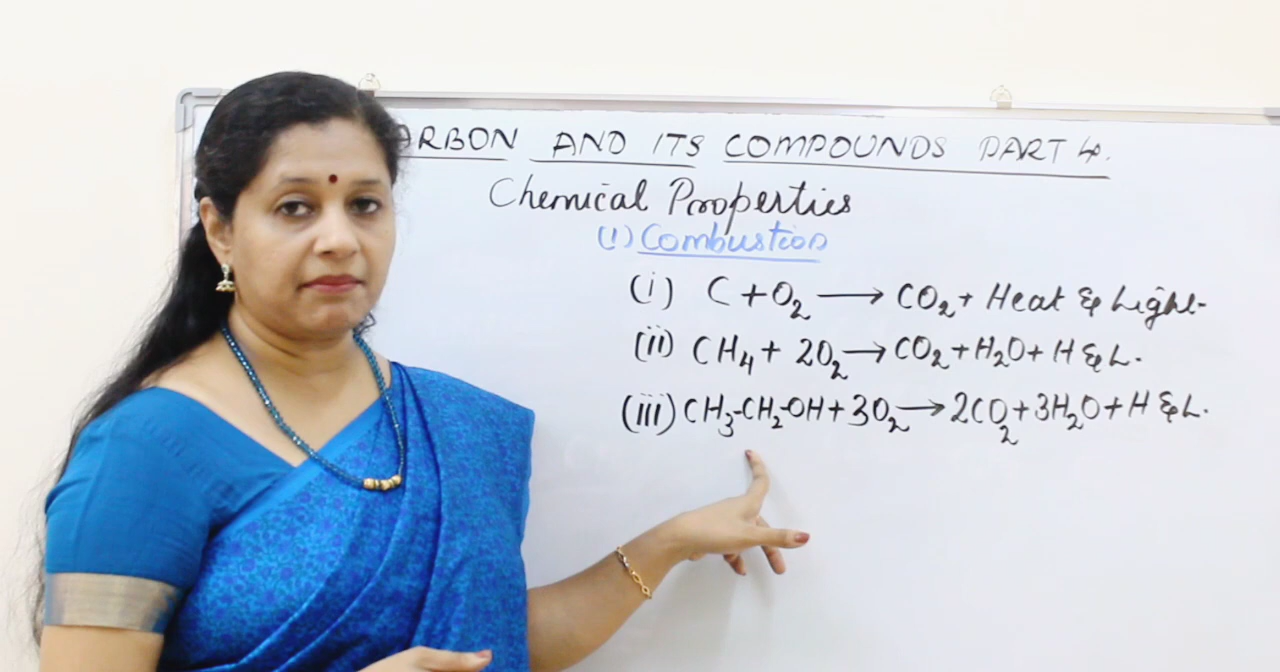 ARBON AND ITS COMPOUNDS PART 4.
Chemical Properties
(1) Combustion
(i) C + O₂ ⟶ CO₂ + Heat & Light-
(ii) CH₄ + 2O₂ ⟶ CO₂ + H₂O + H & L.
(iii) CH₃-CH₂-OH + 3O₂ ⟶ 2CO₂ + 3H₂O + H & L.